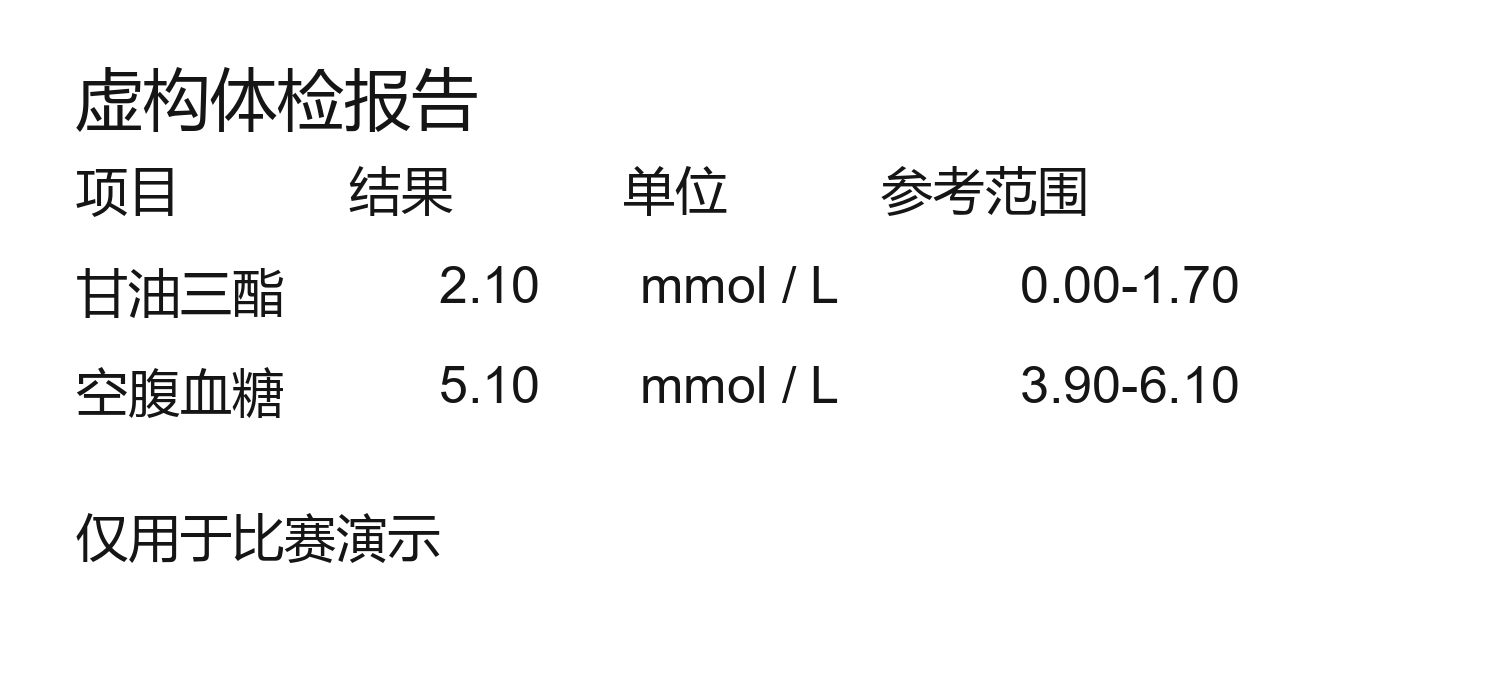 虚构体检报告
项目 结果 单位 参考范围
甘油三酯 2.10 mmol / L 0.00-1.70
空腹血糖 5.10 mmol / L 3.90-6.10
仅用于比赛演示